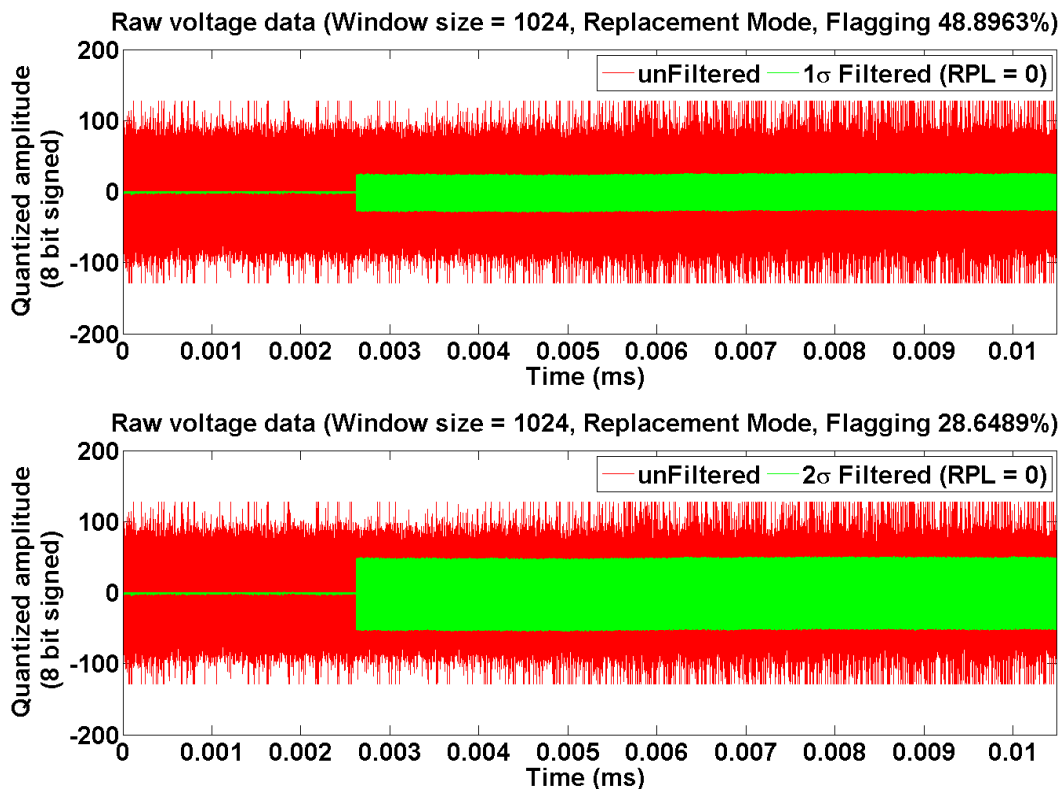 Raw voltage data (Window size = 1024, Replacement Mode, Flagging 48.8963%)
unFiltered
1σ Filtered (RPL = 0)
Quantized amplitude
(8 bit signed)
200
100
0
-100
-200
0 0.001 0.002 0.003 0.004 0.005 0.006 0.007 0.008 0.009 0.01
Time (ms)
Raw voltage data (Window size = 1024, Replacement Mode, Flagging 28.6489%)
unFiltered
2σ Filtered (RPL = 0)
Quantized amplitude
(8 bit signed)
200
100
0
-100
-200
0 0.001 0.002 0.003 0.004 0.005 0.006 0.007 0.008 0.009 0.01
Time (ms)